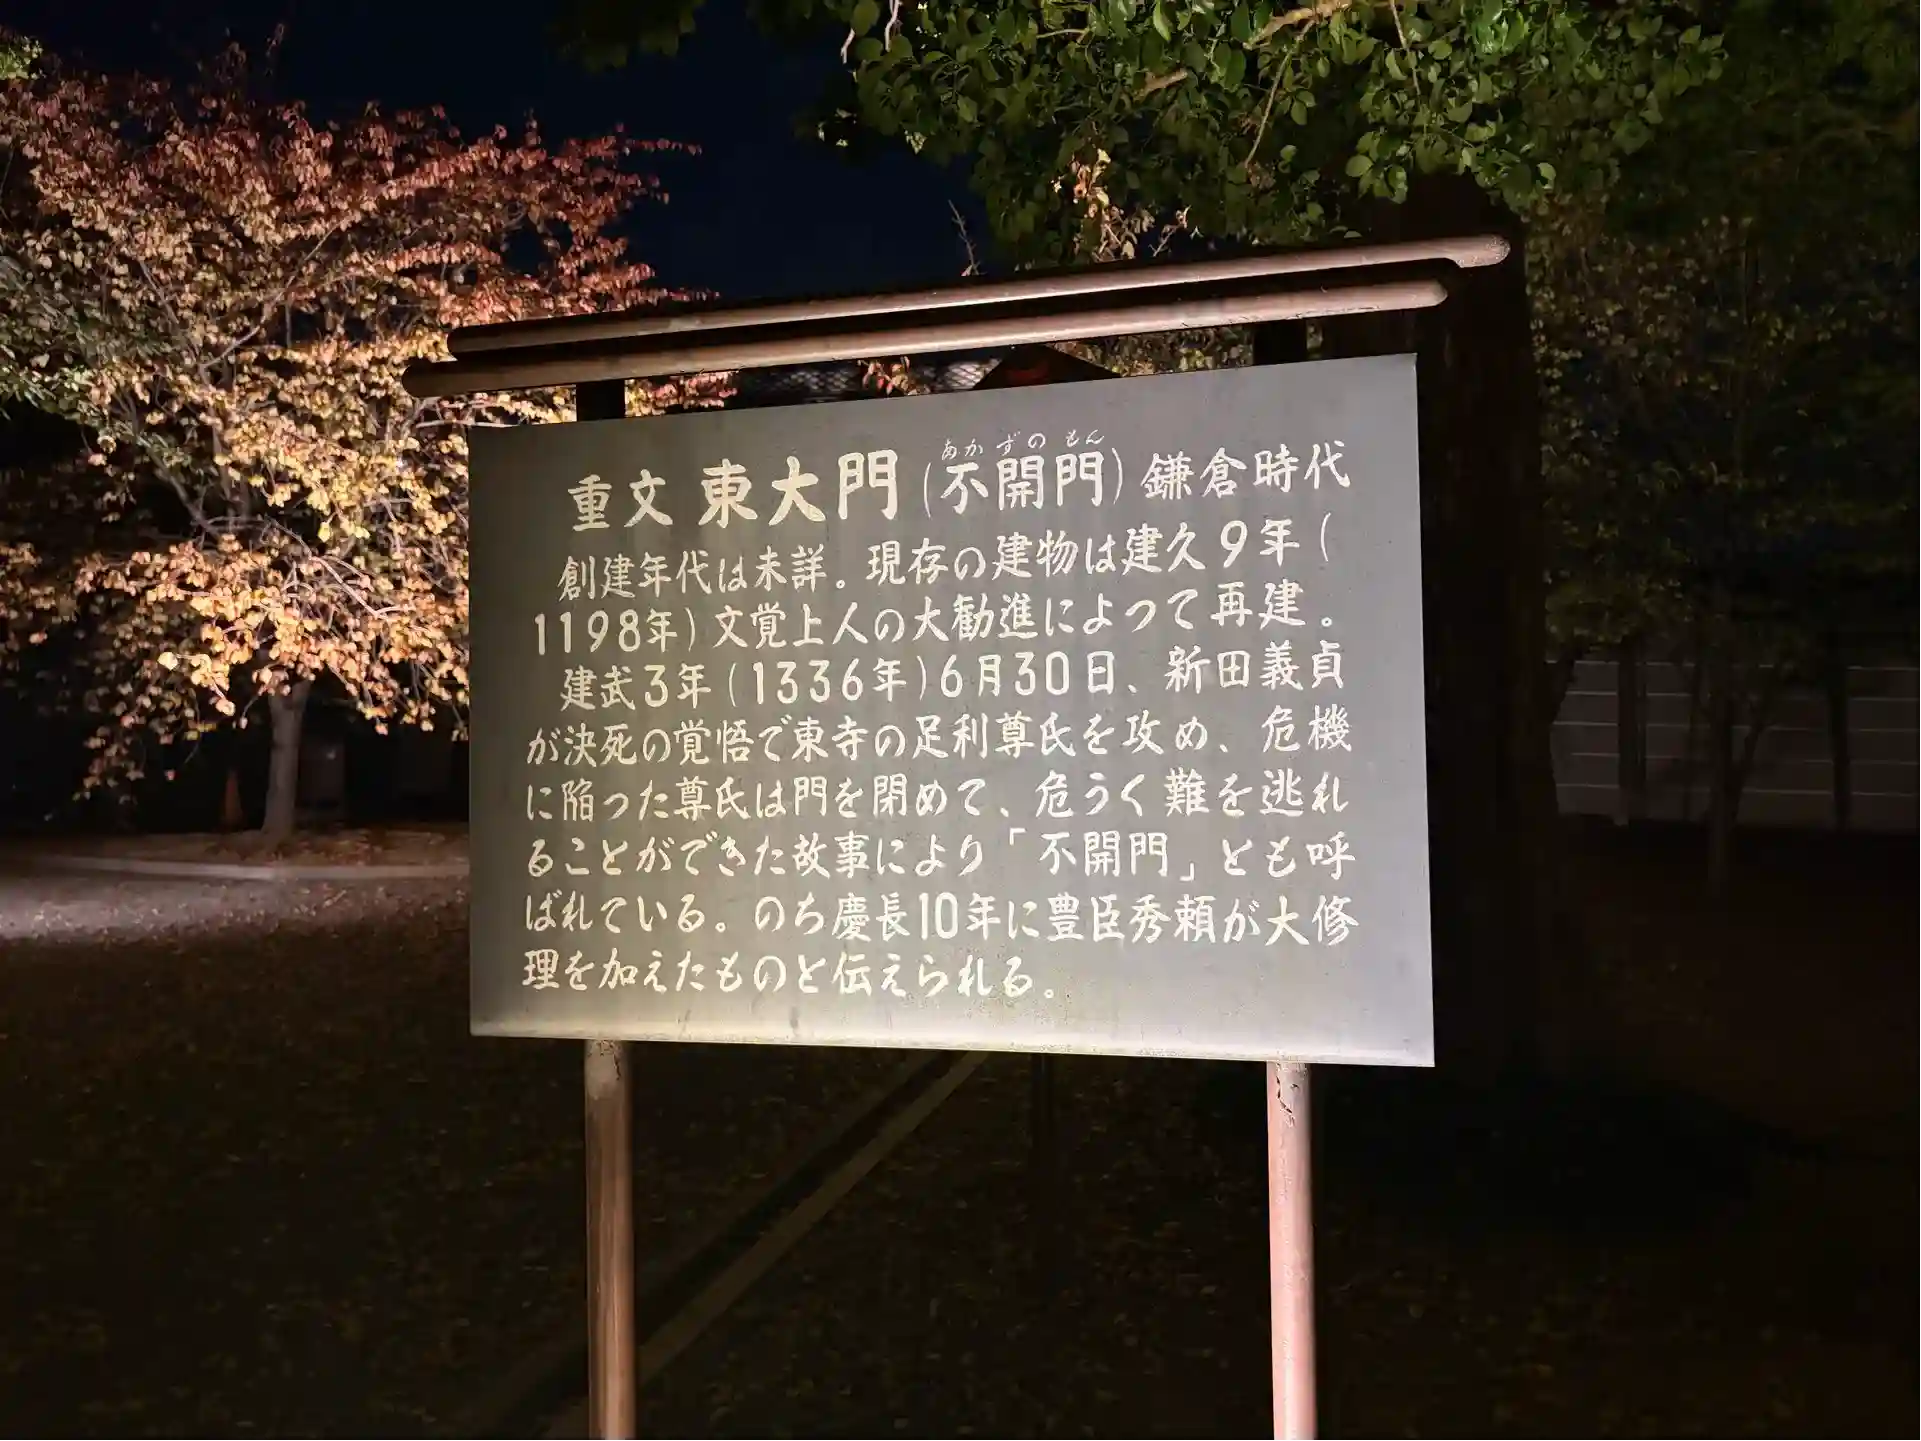 重文 東大門（不開門）鎌倉時代
あかずのもん
創建年代は未詳。現存の建物は建久9年（
1198年）文覚上人の大勧進によって再建。
建武3年（1336年）6月30日、新田義貞
が決死の覚悟で東寺の足利尊氏を攻め、危機
に陥った尊氏は門を閉めて、危うく難を逃れ
ることができた故事により「不開門」とも呼
ばれている。のち慶長10年に豊臣秀頼が大修
理を加えたものと伝えられる。